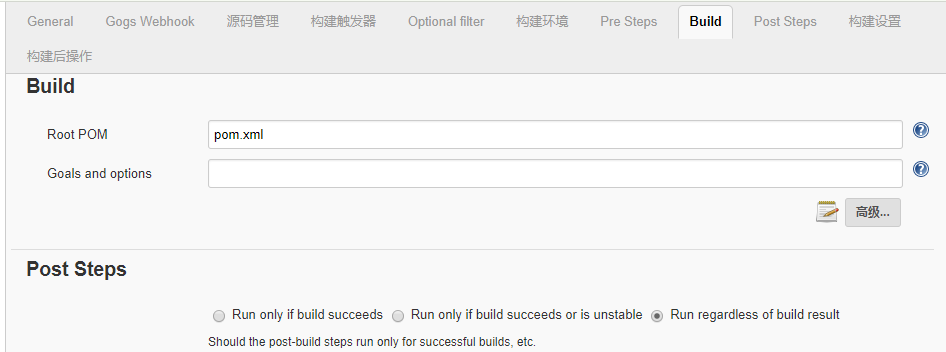 General Gogs Webhook 源码管理 构建触发器 Optional filter 构建环境 Pre Steps Build Post Steps 构建设置
构建后操作
Build
Root POM pom.xml
Goals and options
高级...
Post Steps
Run only if build succeeds Run only if build succeeds or is unstable Run regardless of build result
Should the post-build steps run only for successful builds, etc.